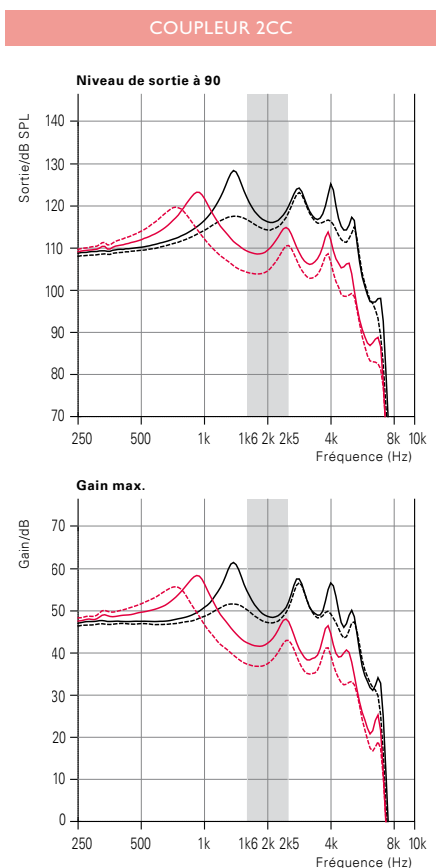 COUPLEUR 2CC
Niveau de sortie à 90
Sortie/dB SPL
140
130
120
110
100
90
80
70
250 500 1k 1k6 2k 2k5 4k 8k 10k
Fréquence (Hz)
Gain max.
Gain/dB
70
60
50
40
30
20
10
0
250 500 1k 1k6 2k 2k5 4k 8k 10k
Fréquence (Hz)